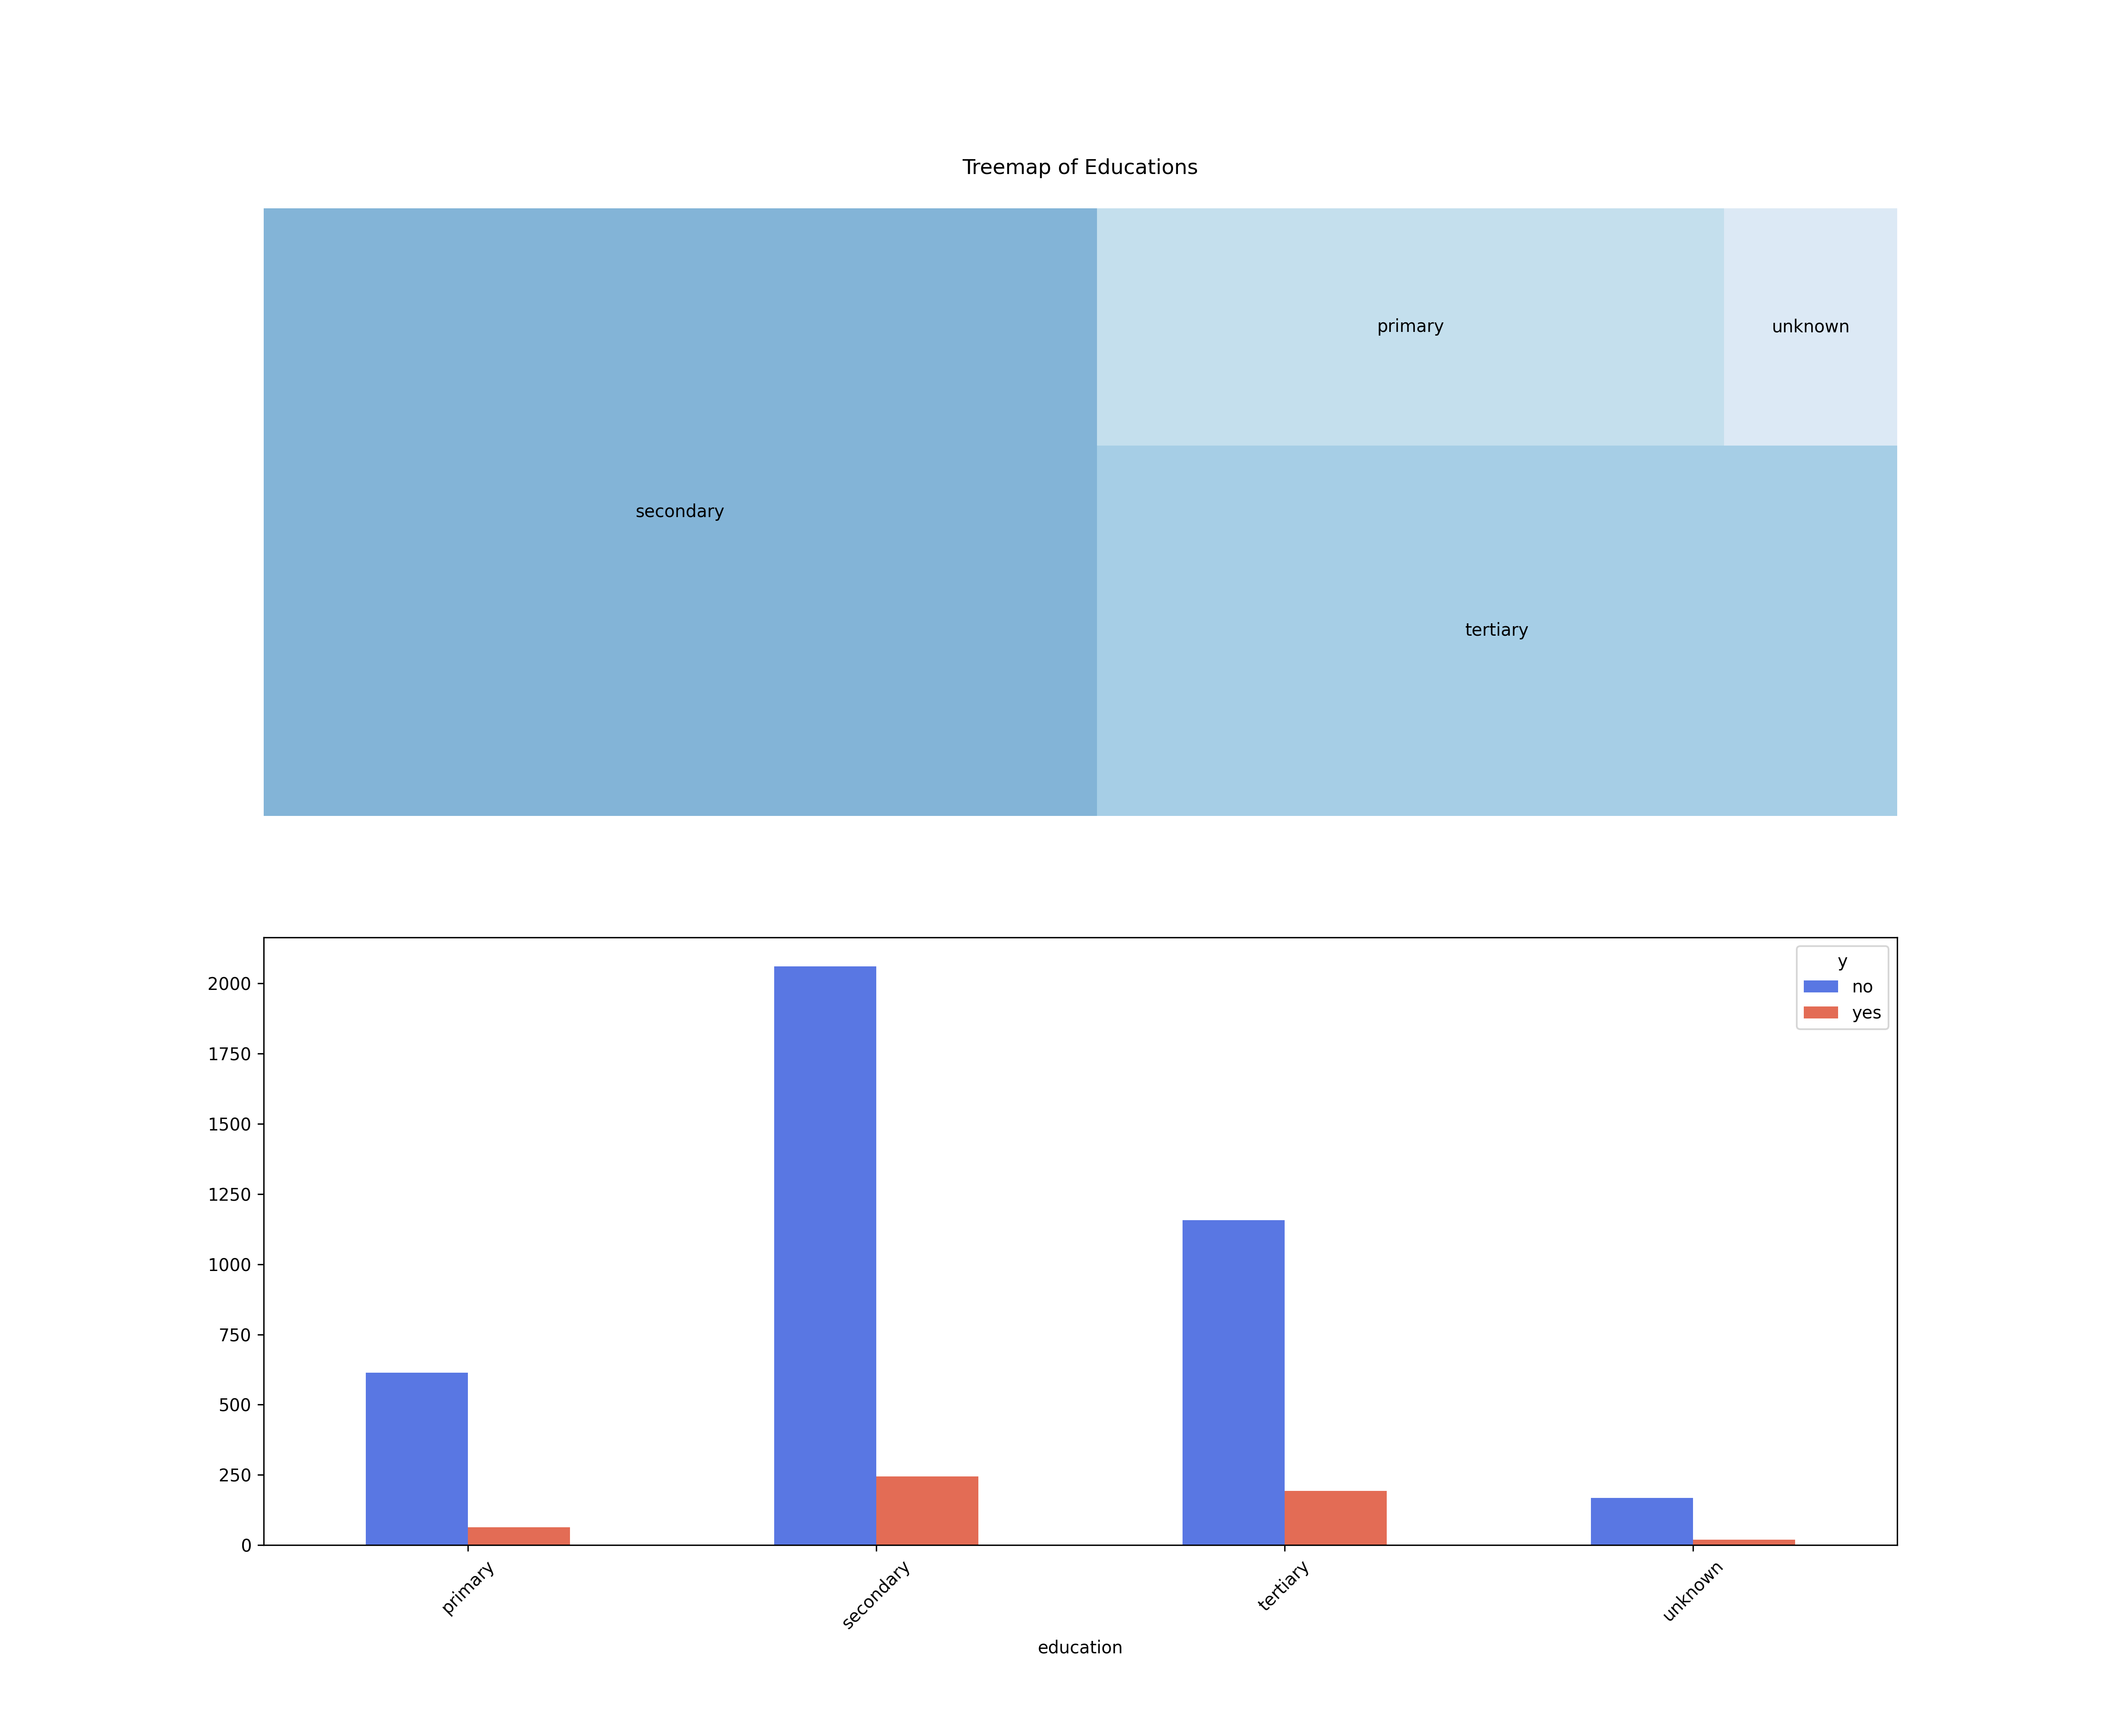 Treemap of Educations
primary
unknown
secondary
tertiary
y
no
yes
2000
1750
1500
1250
1000
750
500
250
0
primary
secondary
tertiary
unknown
education